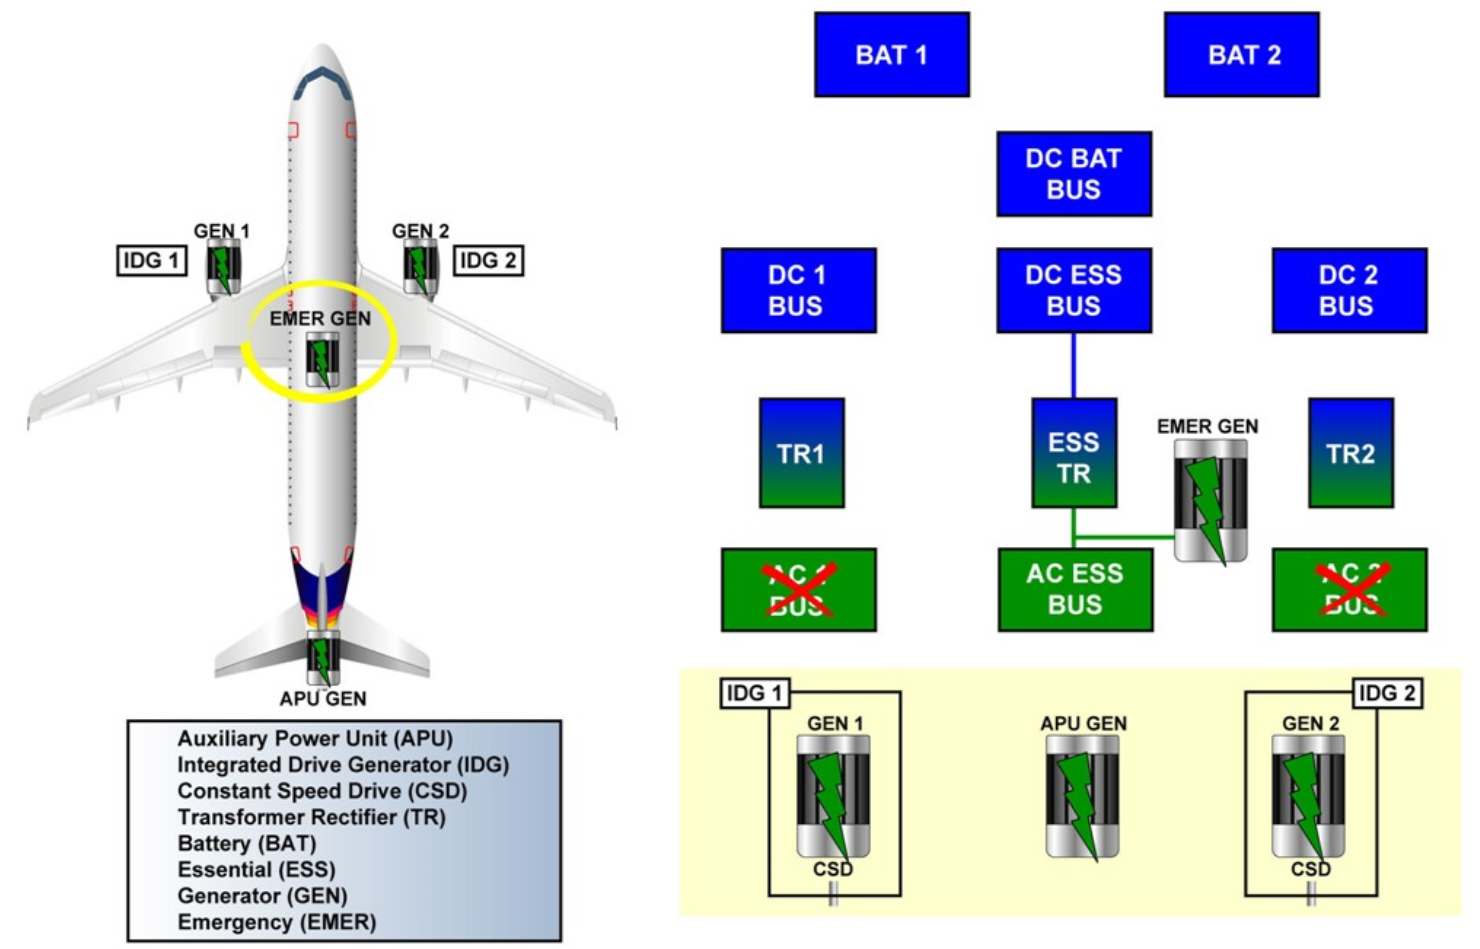 GEN 1
GEN 2
IDG 1
IDG 2
EMER GEN
APU GEN
Auxiliary Power Unit (APU)
Integrated Drive Generator (IDG)
Constant Speed Drive (CSD)
Transformer Rectifier (TR)
Battery (BAT)
Essential (ESS)
Generator (GEN)
Emergency (EMER)
BAT 1
BAT 2
DC BAT
BUS
DC 1
BUS
DC ESS
BUS
DC 2
BUS
TR1
ESS
TR
EMER GEN
TR2
AC 1
BUS
AC ESS
BUS
AC 2
BUS
IDG 1
GEN 1
CSD
APU GEN
IDG 2
GEN 2
CSD